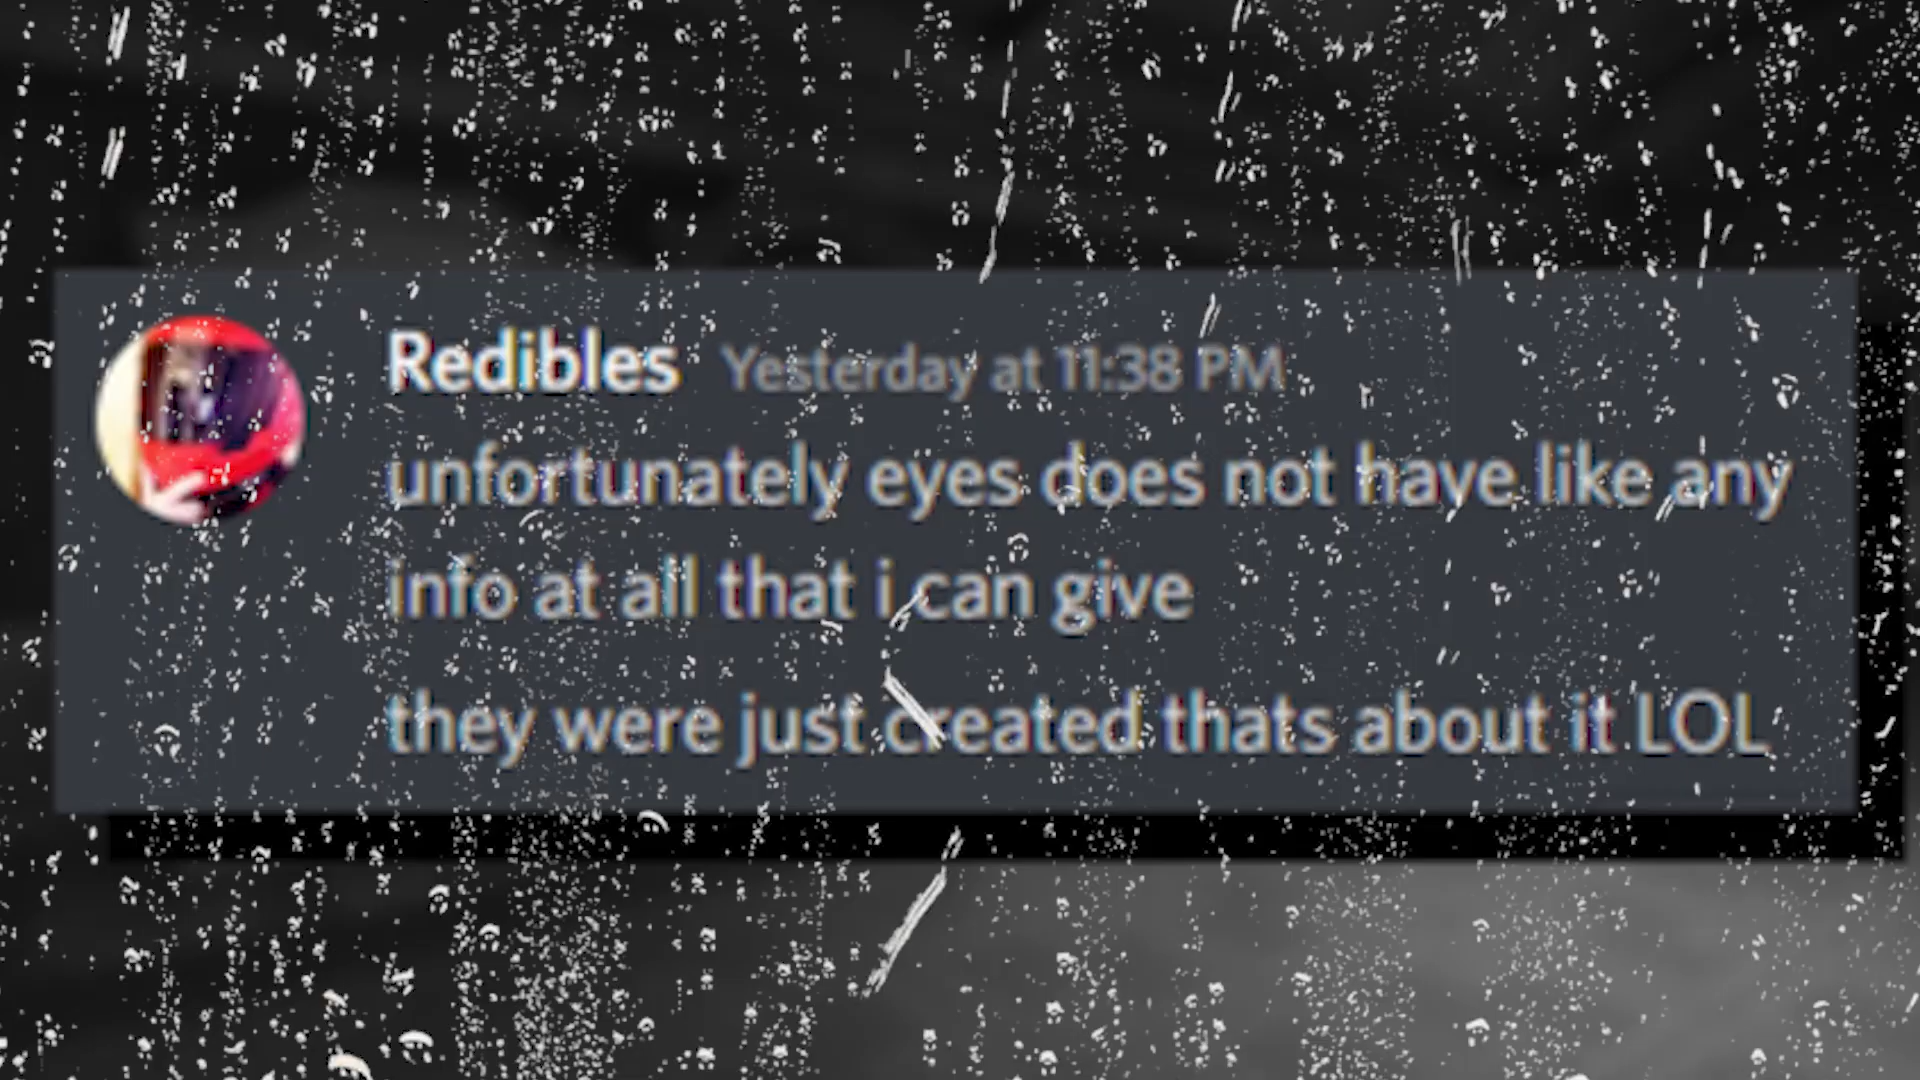 Redibles Yesterday at 11:38 PM
unfortunately eyes does not have like any
info at all that i can give
they were just created thats about it LOL